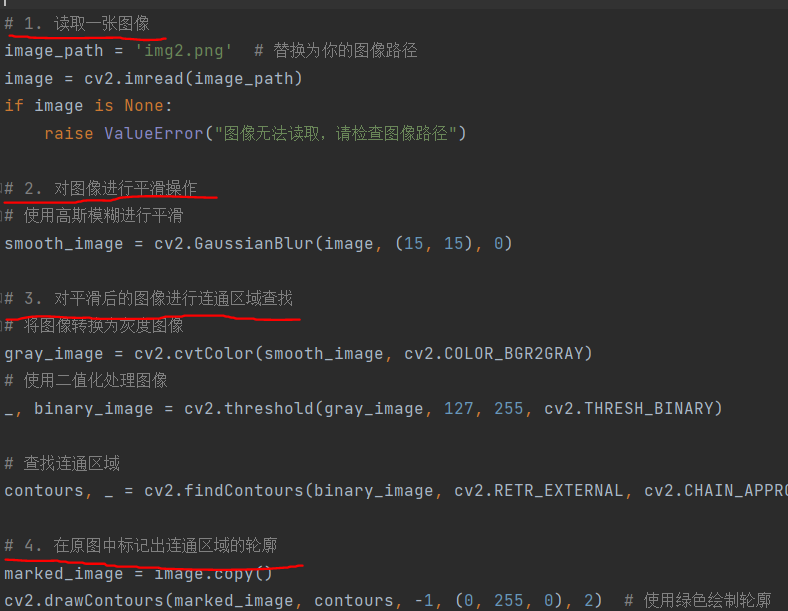 # 1. 读取一张图像
image_path = 'img2.png'  # 替换为你的图像路径
image = cv2.imread(image_path)
if image is None:
    raise ValueError("图像无法读取，请检查图像路径")
# 2. 对图像进行平滑操作
# 使用高斯模糊进行平滑
smooth_image = cv2.GaussianBlur(image, (15, 15), 0)
# 3. 对平滑后的图像进行连通区域查找
# 将图像转换为灰度图像
gray_image = cv2.cvtColor(smooth_image, cv2.COLOR_BGR2GRAY)
# 使用二值化处理图像
_, binary_image = cv2.threshold(gray_image, 127, 255, cv2.THRESH_BINARY)
# 查找连通区域
contours, _ = cv2.findContours(binary_image, cv2.RETR_EXTERNAL, cv2.CHAIN_APPRO
# 4. 在原图中标记出连通区域的轮廓
marked_image = image.copy()
cv2.drawContours(marked_image, contours, -1, (0, 255, 0), 2)  # 使用绿色绘制轮廓